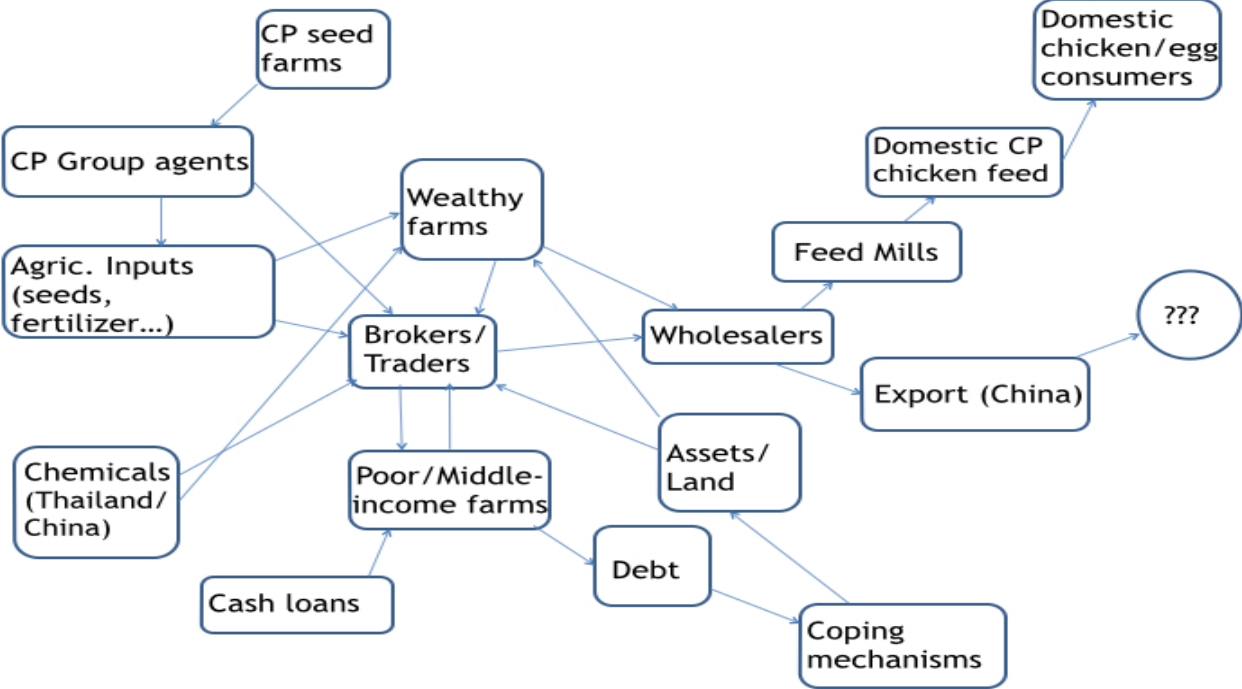 CP seed
farms
Domestic
chicken/egg
consumers
CP Group agents
Domestic CP
chicken feed
Wealthy
farms
Feed Mills
Agric. Inputs
(seeds,
fertilizer...)
???
Brokers/
Traders
Wholesalers
Export (China)
Chemicals
(Thailand/
China)
Poor/Middle-
income farms
Assets/
Land
Debt
Cash loans
Coping
mechanisms